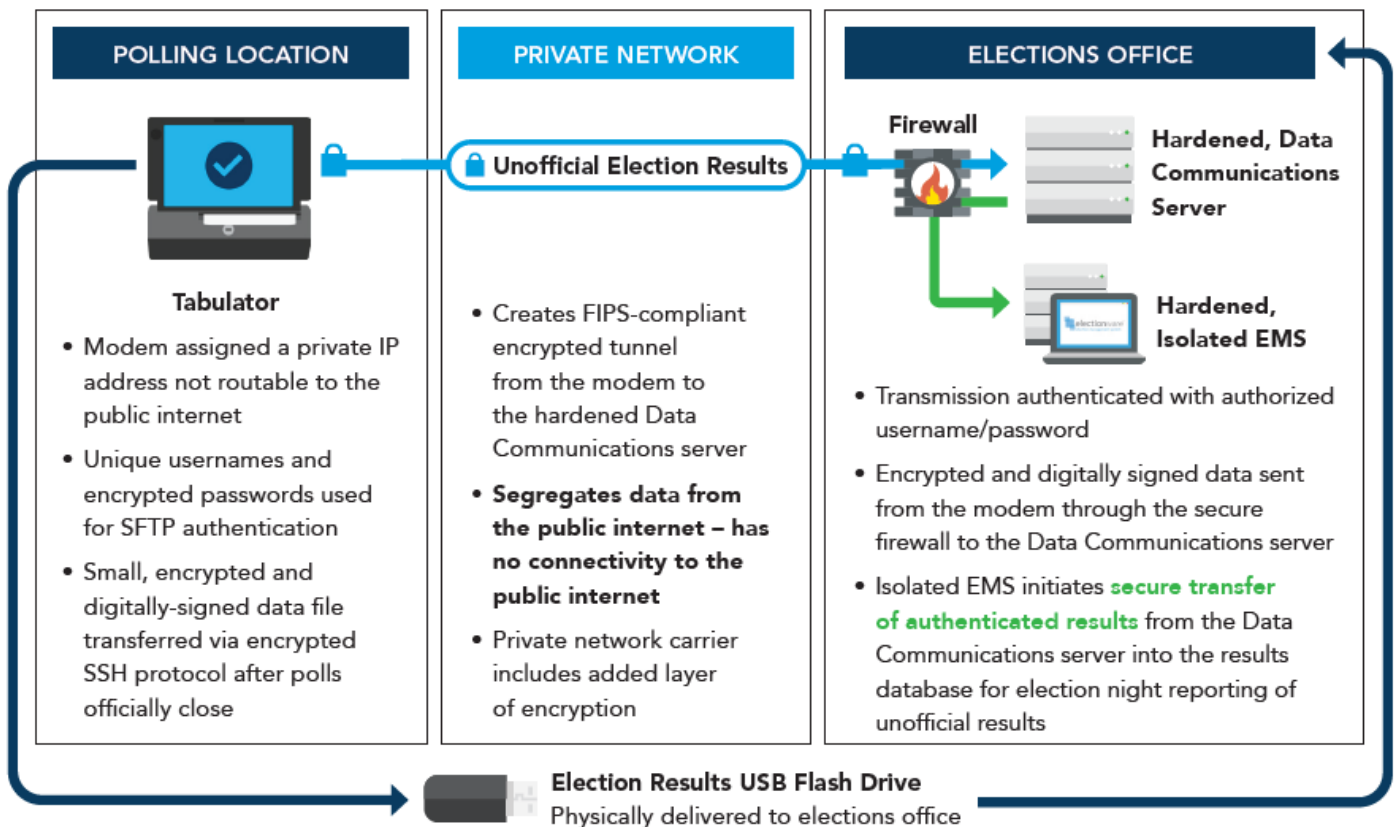 POLLING LOCATION
Tabulator
• Modem assigned a private IP
address not routable to the
public internet
• Unique usernames and
encrypted passwords used
for SFTP authentication
• Small, encrypted and
digitally-signed data file
transferred via encrypted
SSH protocol after polls
officially close
PRIVATE NETWORK
Unofficial Election Results
• Creates FIPS-compliant
encrypted tunnel
from the modem to
the hardened Data
Communications server
• Segregates data from
the public internet – has
no connectivity to the
public internet
• Private network carrier
includes added layer
of encryption
ELECTIONS OFFICE
Firewall
Hardened, Data
Communications
Server
electionware
Hardened,
Isolated EMS
• Transmission authenticated with authorized
username/password
• Encrypted and digitally signed data sent
from the modem through the secure
firewall to the Data Communications server
• Isolated EMS initiates secure transfer
of authenticated results from the Data
Communications server into the results
database for election night reporting of
unofficial results
Election Results USB Flash Drive
Physically delivered to elections office